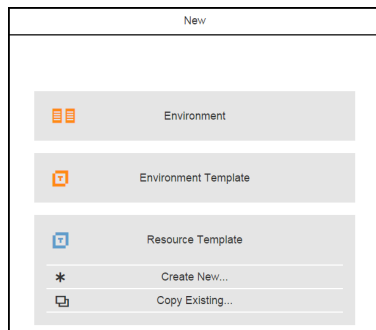 New
Environment
Environment Template
Resource Template
Create New...
Copy Existing...